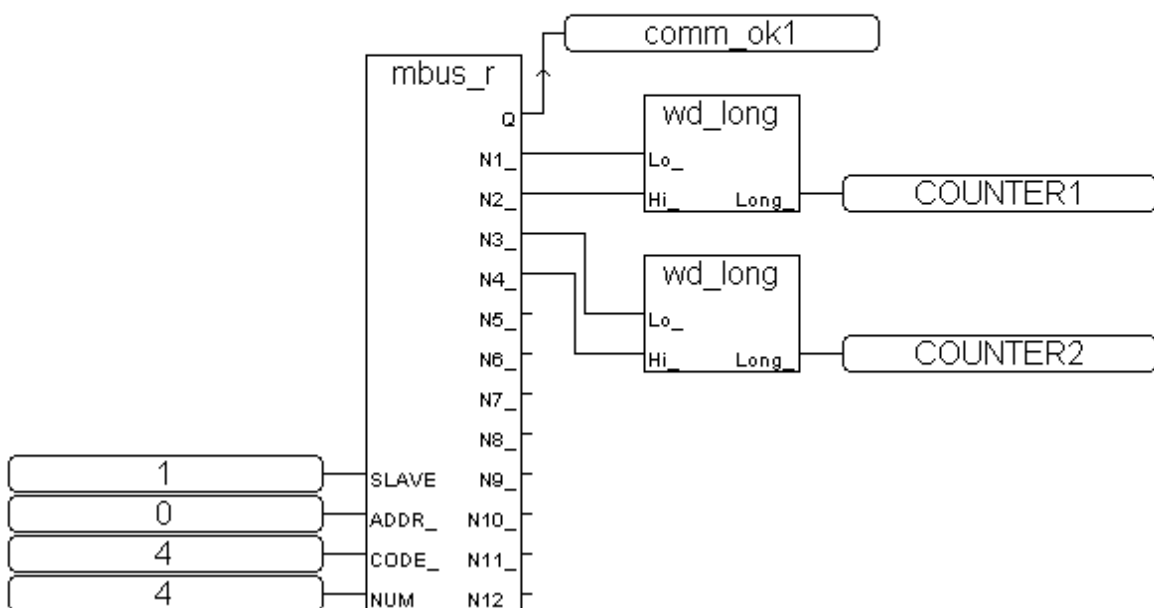 comm_ok1
mbus_r
Q
wd_long
N1_
Lo_
N2_
Hi_ Long_
COUNTER1
N3_
wd_long
N4_
N5_
Lo_
N6_
Hi_ Long_
COUNTER2
N7_
N8_
1
SLAVE N9_
0
ADDR_ N10_
4
CODE_ N11_
4
NUM N12